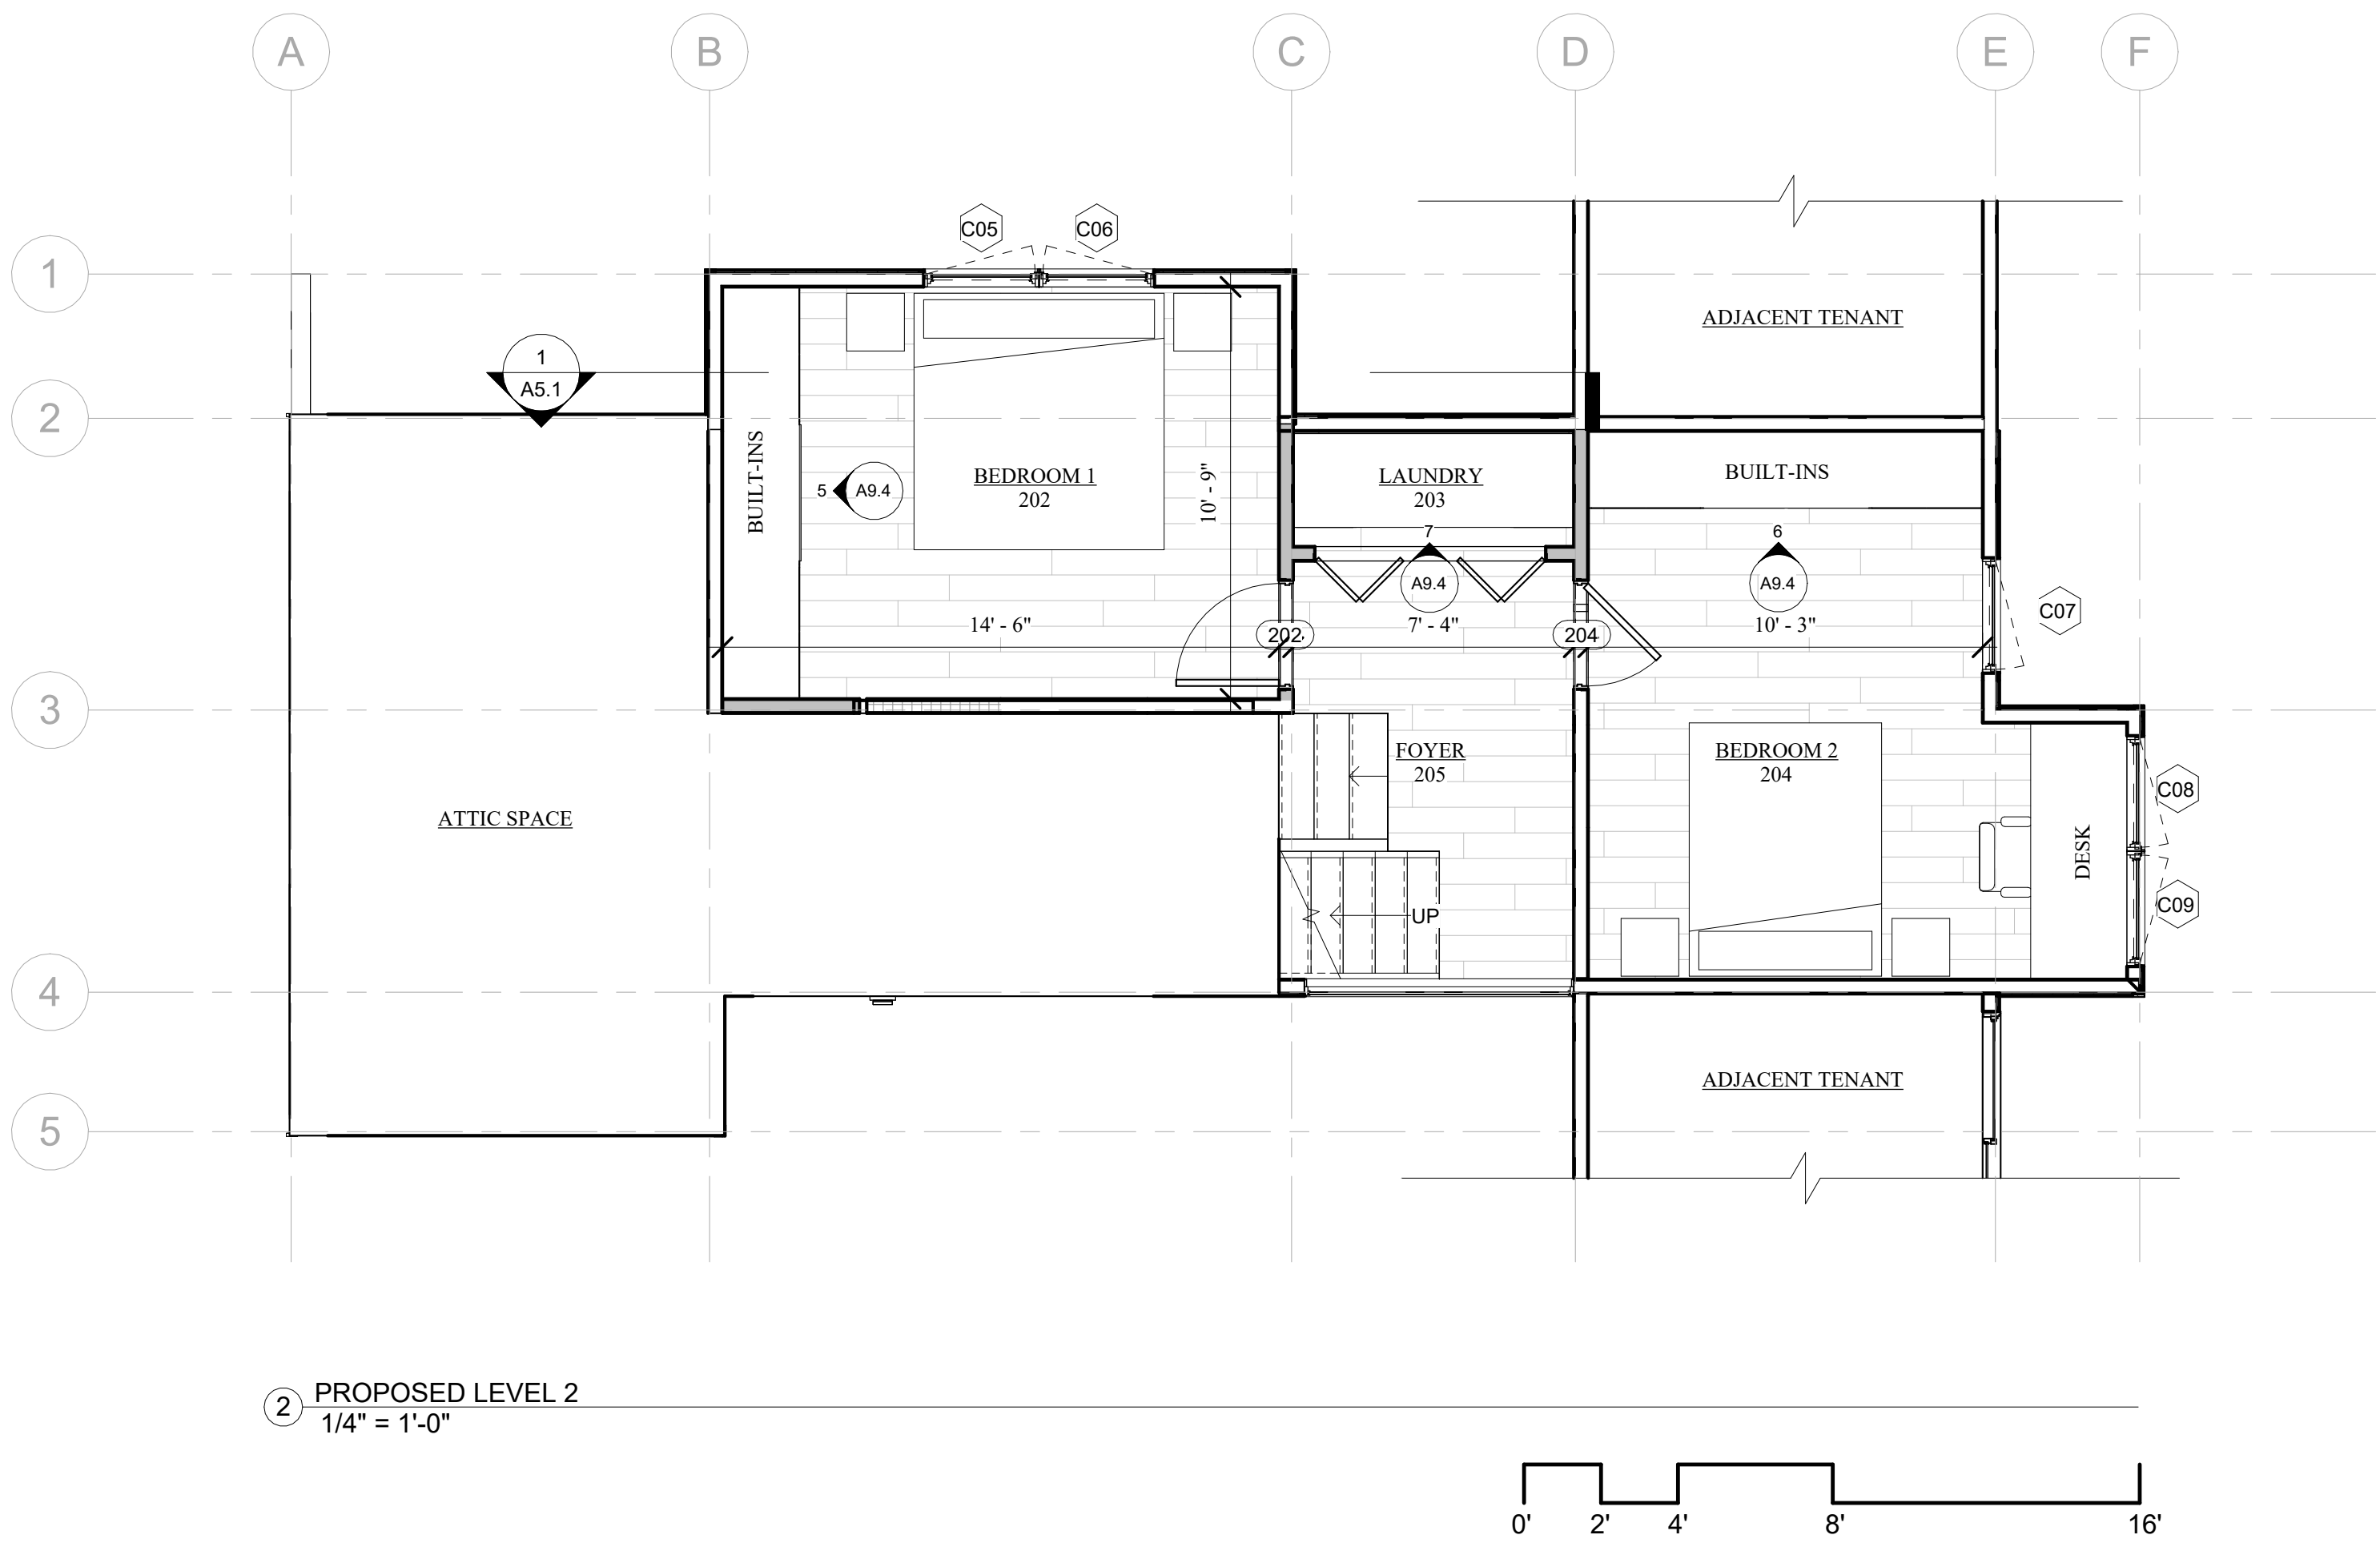 A B C D E F
C05 C06
1
ADJACENT TENANT
1
A5.1
2
BUILT-INS
5 A9.4
BEDROOM 1
202
10' - 9"
LAUNDRY
203
BUILT-INS
7
A9.4
6
A9.4
C07
14' - 6"
202
7' - 4"
204
10' - 3"
3
FOYER
205
BEDROOM 2
204
C08
ATTIC SPACE
DESK
UP
C09
4
ADJACENT TENANT
5
2 PROPOSED LEVEL 2
1/4" = 1'-0"
0' 2' 4' 8' 16'